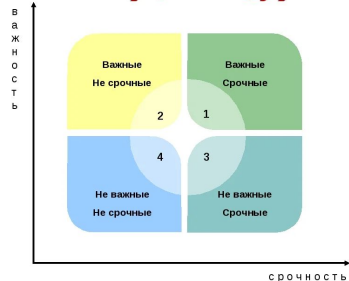 важность
Важные
Не срочные
2
Важные
Срочные
1
4
Не важные
Не срочные
3
Не важные
Срочные
срочность